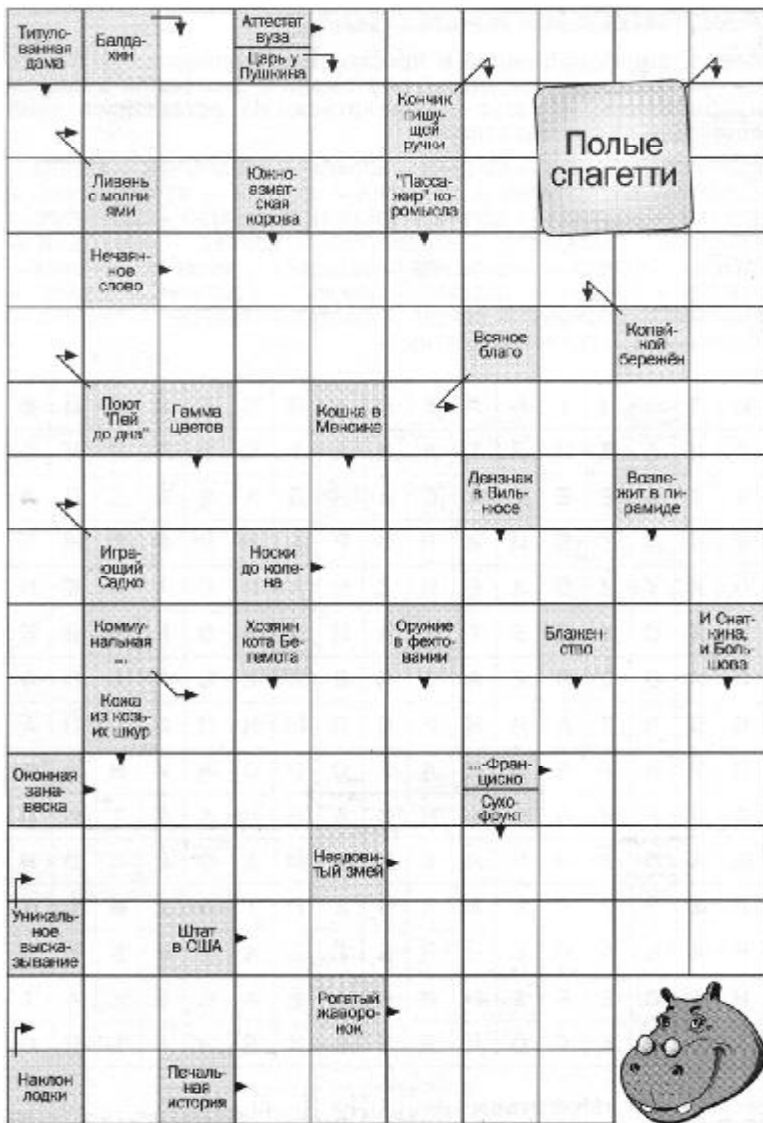 Титуло-
ванная
дама
Балда-
хин
Аттестат
вуза
Царь у
Пушкина
Кончик
пишу-
щей
ручки
Полые
спагетти
Ливень
с молни-
ями
Южно-
азиат-
ская
корова
"Пасса-
жир" ко-
ромысла
Нечаян-
ное
слово
Всякое
благо
Копей-
кой
бережён
Поют
"Пей
до дна"
Гамма
цветов
Кошка в
Мексике
Дензнак
в Виль-
нюсе
Возле-
жит в пи-
рамиде
Играю-
щий
Садко
Носки
до коле-
на
Комму-
нальная
...
Хозяин
кота Бе-
гемота
Оружие
в фехто-
вании
Блажен-
ство
И Снат-
кина,
и Боль-
шова
Кожа
из козь-
их шкур
Оконная
зана-
веска
...-Фран-
циско
Сухо-
фрукт
Неядови-
тый змей
Уникаль-
ное
выска-
зывание
Штат
в США
Рогатый
жаворо-
нок
Наклон
лодки
Печаль-
ная
история